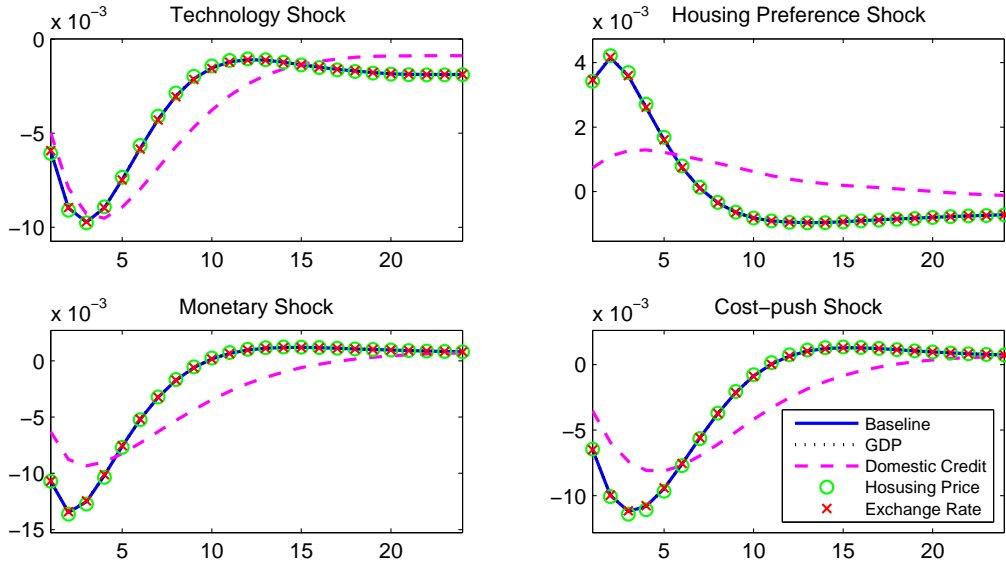 Technology Shock
x 10⁻³
0
−5
−10
5 10 15 20
Housing Preference Shock
x 10⁻³
4
2
0
5 10 15 20
Monetary Shock
x 10⁻³
0
−5
−10
−15
5 10 15 20
Cost−push Shock
x 10⁻³
0
−5
−10
5 10 15 20
Baseline
GDP
Domestic Credit
Hosusing Price
Exchange Rate